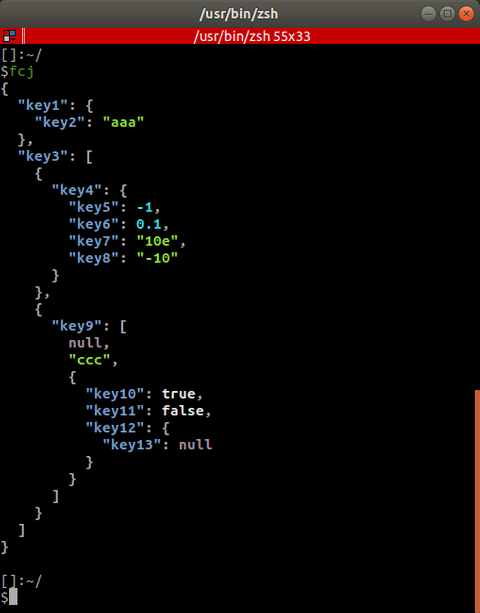 /usr/bin/zsh
/usr/bin/zsh 55x33
[]:~/
$fcj
{
  "key1": {
    "key2": "aaa"
  },
  "key3": [
    {
      "key4": {
        "key5": -1,
        "key6": 0.1,
        "key7": "10e",
        "key8": "-10"
      }
    },
    {
      "key9": [
        null,
        "ccc",
        {
          "key10": true,
          "key11": false,
          "key12": {
            "key13": null
          }
        }
      ]
    }
  ]
}
[]:~/
$